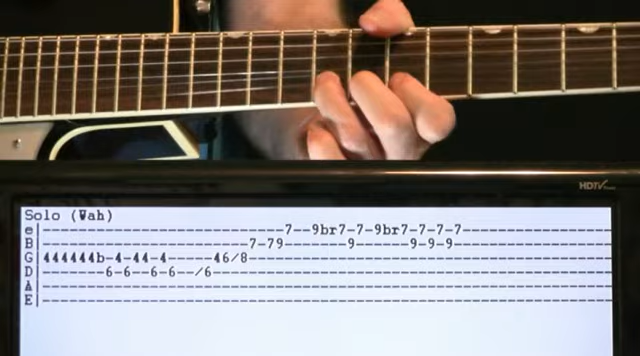 HDTV
Solo (Wah)
e|-----------------------------7--9br7-7-9br7-7-7-7------------------
B|-------------------------7-79--------9-------9-9-9------------------
G|444444b-4-44-4-----46/8---------------------------------------------
D|-------6-6--6-6--/6-------------------------------------------------
A|--------------------------------------------------------------------
E|--------------------------------------------------------------------